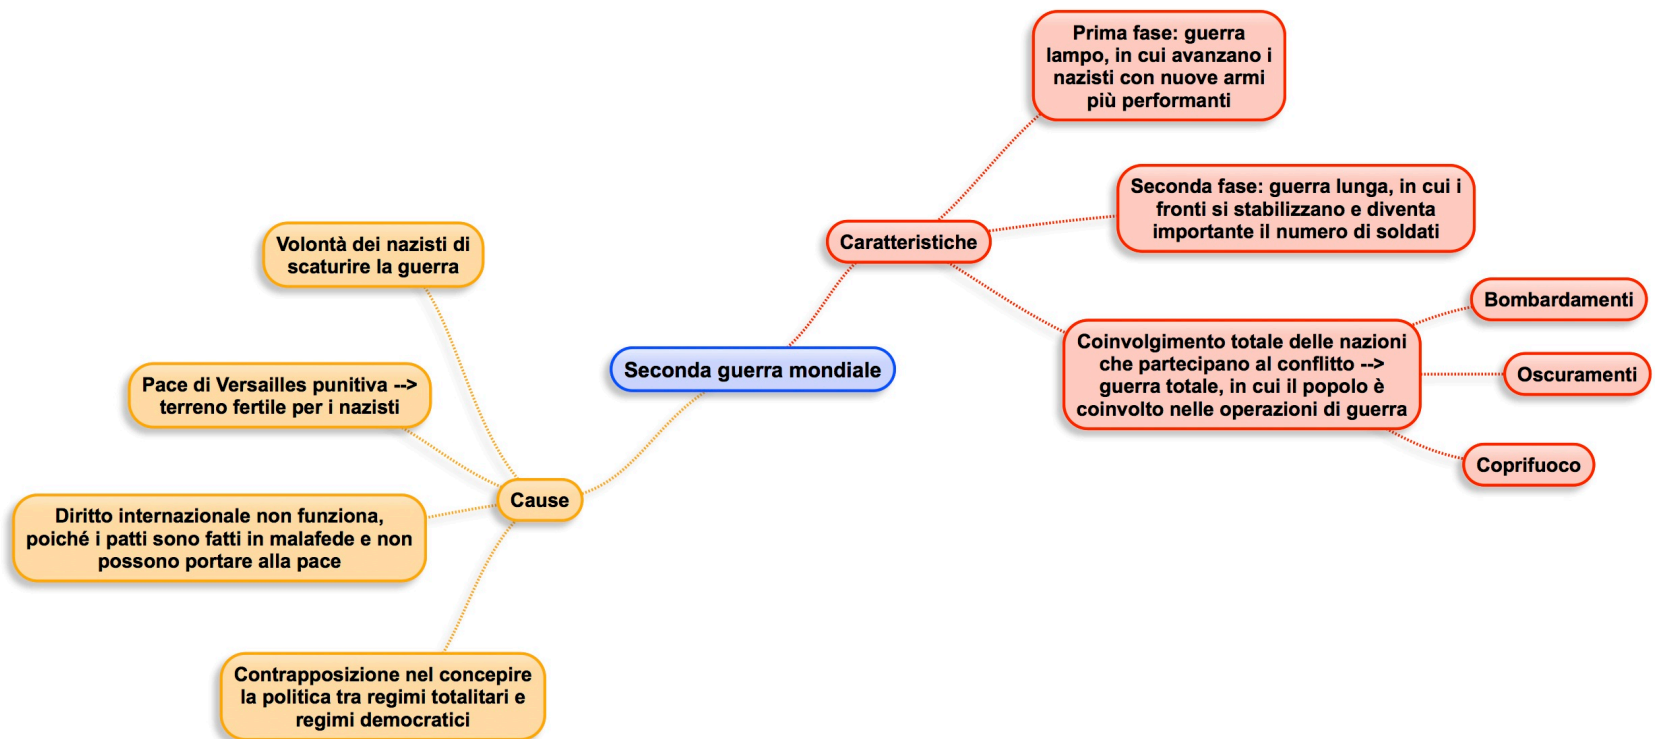 Prima fase: guerra
lampo, in cui avanzano i
nazisti con nuove armi
più performanti
Seconda fase: guerra lunga, in cui i
fronti si stabilizzano e diventa
importante il numero di soldati
Caratteristiche
Volontà dei nazisti di
scaturire la guerra
Bombardamenti
Coinvolgimento totale delle nazioni
che partecipano al conflitto -->
guerra totale, in cui il popolo è
coinvolto nelle operazioni di guerra
Seconda guerra mondiale
Oscuramenti
Pace di Versailles punitiva -->
terreno fertile per i nazisti
Coprifuoco
Cause
Diritto internazionale non funziona,
poiché i patti sono fatti in malafede e non
possono portare alla pace
Contrapposizione nel concepire
la politica tra regimi totalitari e
regimi democratici